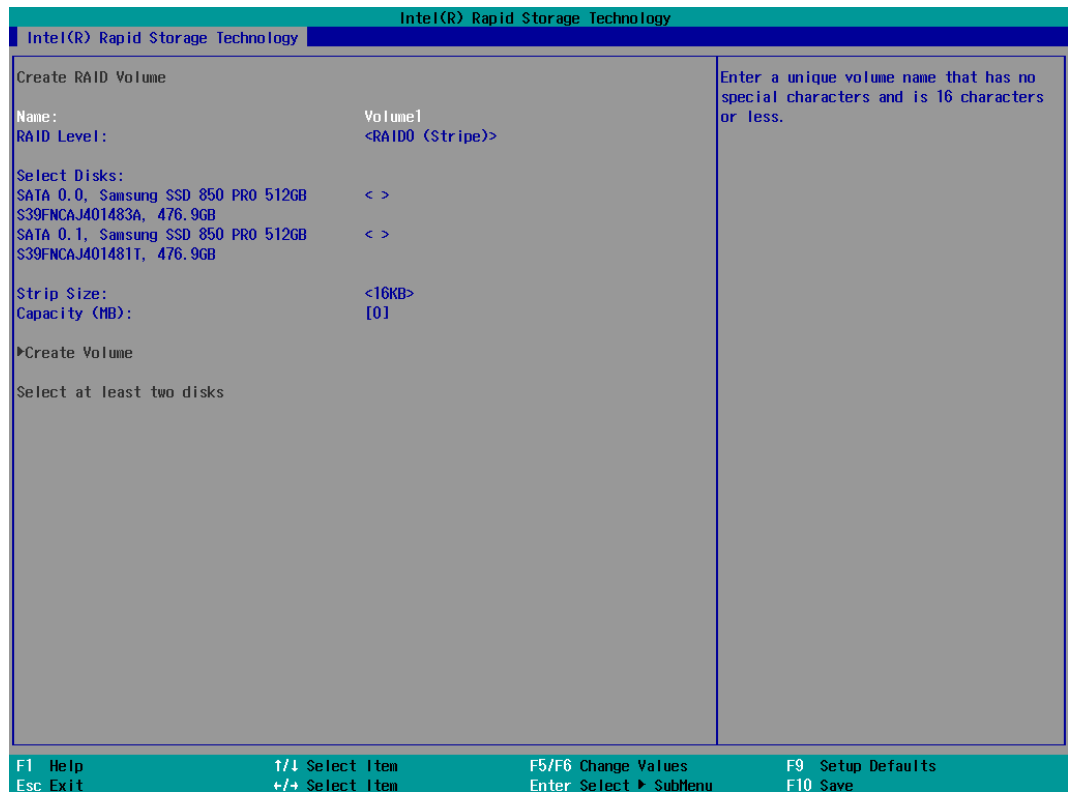 Intel(R) Rapid Storage Technology
Intel(R) Rapid Storage Technology
Create RAID Volume
Name: Volume1
RAID Level: <RAID0 (Stripe)>
Select Disks:
SATA 0.0, Samsung SSD 850 PRO 512GB < >
S39FNCAJ401483A, 476.9GB
SATA 0.1, Samsung SSD 850 PRO 512GB < >
S39FNCAJ401481T, 476.9GB
Strip Size: <16KB>
Capacity (MB): [0]
▶Create Volume
Select at least two disks
Enter a unique volume name that has no
special characters and is 16 characters
or less.
F1 Help ↑/↓ Select Item F5/F6 Change Values F9 Setup Defaults
Esc Exit ←/→ Select Item Enter Select ▶ SubMenu F10 Save